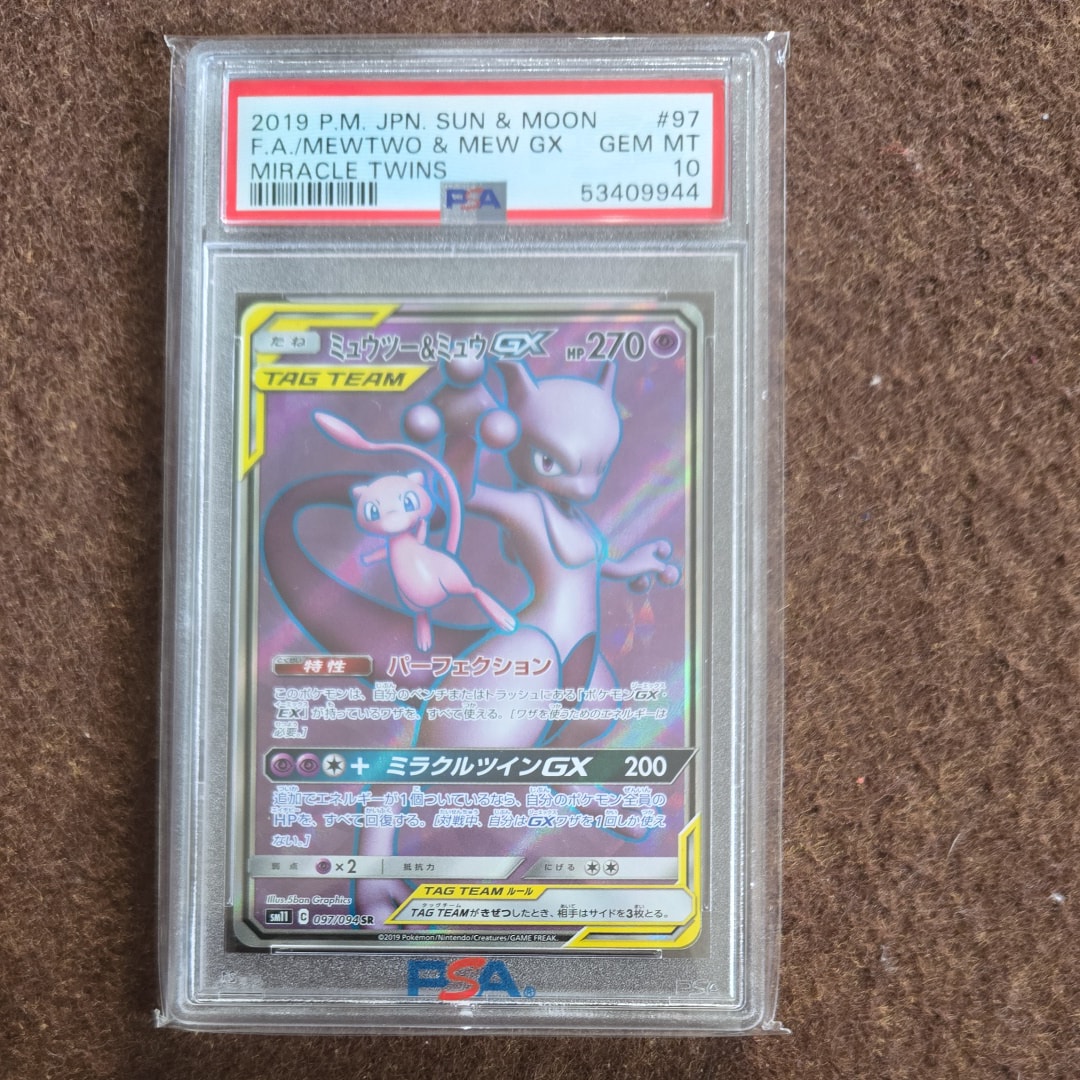 2019 P.M. JPN. SUN & MOON #97
F.A./MEWTWO & MEW GX GEM MT
MIRACLE TWINS 10
PSA 53409944
たね ミュウツー&ミュウGX HP270
TAG TEAM
特性 パーフェクション
このポケモンは、自分のベンチまたはトラッシュにある「ポケモンGX・
EX」が持っているワザを、すべて使える。[ワザを使うためのエネルギーは
必要。]
+ ミラクルツインGX 200
追加でエネルギーが1個ついているなら、自分のポケモン全員の
HPを、すべて回復する。[対戦中、自分はGXワザを1回しか使え
ない。]
弱点 ×2 抵抗力 にげる
Illus.5ban Graphics
TAG TEAM ルール
TAG TEAMがきぜつしたとき、相手はサイドを3枚とる。
sm11 C 097/094 SR
©2019 Pokémon/Nintendo/Creatures/GAME FREAK.
PSA®
PSA